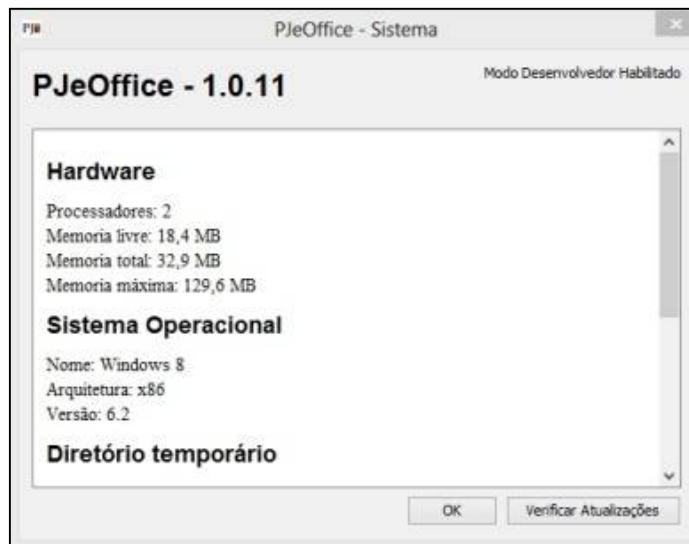 PJe
PJeOffice - Sistema
PJeOffice - 1.0.11
Modo Desenvolvedor Habilitado
Hardware
Processadores: 2
Memoria livre: 18,4 MB
Memoria total: 32,9 MB
Memoria máxima: 129,6 MB
Sistema Operacional
Nome: Windows 8
Arquitetura: x86
Versão: 6.2
Diretório temporário
OK
Verificar Atualizações